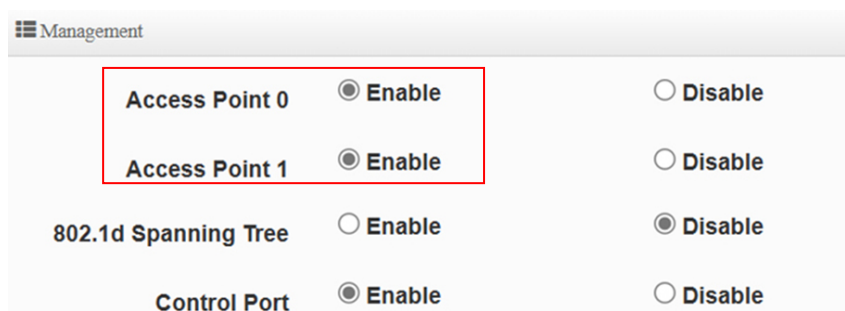 Management
Access Point 0 Enable Disable
Access Point 1 Enable Disable
802.1d Spanning Tree Enable Disable
Control Port Enable Disable